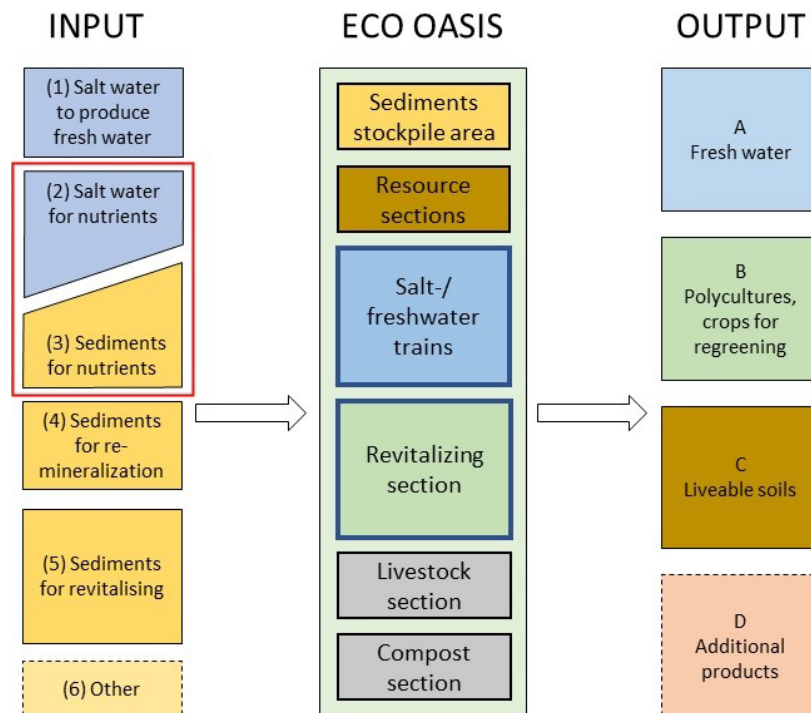 INPUT
ECO OASIS
OUTPUT
(1) Salt water
to produce
fresh water
(2) Salt water
for nutrients
(3) Sediments
for nutrients
(4) Sediments
for re-
mineralization
(5) Sediments
for revitalising
(6) Other
Sediments
stockpile area
Resource
sections
Salt-/
freshwater
trains
Revitalizing
section
Livestock
section
Compost
section
A
Fresh water
B
Polycultures,
crops for
regreening
C
Liveable soils
D
Additional
products